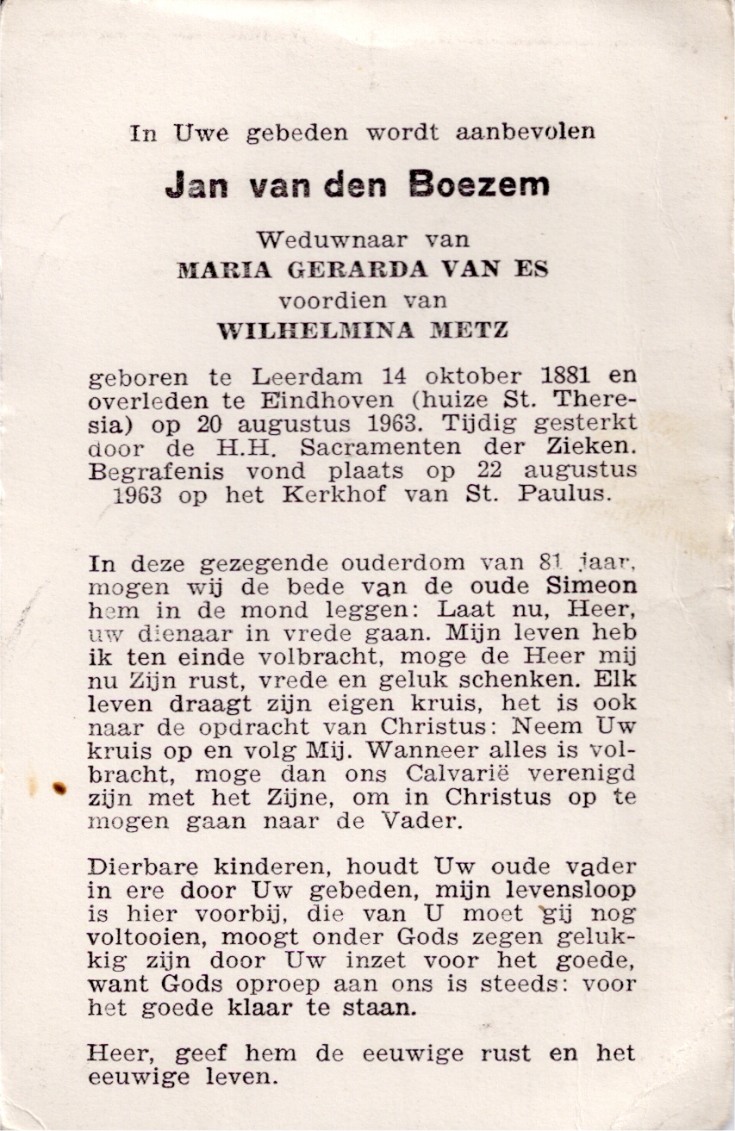 In Uwe gebeden wordt aanbevolen
Jan van den Boezem
Weduwnaar van
MARIA GERARDA VAN ES
voordien van
WILHELMINA METZ
geboren te Leerdam 14 oktober 1881 en
overleden te Eindhoven (huize St. There-
sia) op 20 augustus 1963. Tijdig gesterkt
door de H.H. Sacramenten der Zieken.
Begrafenis vond plaats op 22 augustus
1963 op het Kerkhof van St. Paulus.
In deze gezegende ouderdom van 81 jaar,
mogen wij de bede van de oude Simeon
hem in de mond leggen: Laat nu, Heer,
uw dienaar in vrede gaan. Mijn leven heb
ik ten einde volbracht, moge de Heer mij
nu Zijn rust, vrede en geluk schenken. Elk
leven draagt zijn eigen kruis, het is ook
naar de opdracht van Christus: Neem Uw
kruis op en volg Mij. Wanneer alles is vol-
bracht, moge dan ons Calvarië verenigd
zijn met het Zijne, om in Christus op te
mogen gaan naar de Vader.
Dierbare kinderen, houdt Uw oude vader
in ere door Uw gebeden, mijn levensloop
is hier voorbij, die van U moet gij nog
voltooien, moogt onder Gods zegen geluk-
kig zijn door Uw inzet voor het goede,
want Gods oproep aan ons is steeds: voor
het goede klaar te staan.
Heer, geef hem de eeuwige rust en het
eeuwige leven.